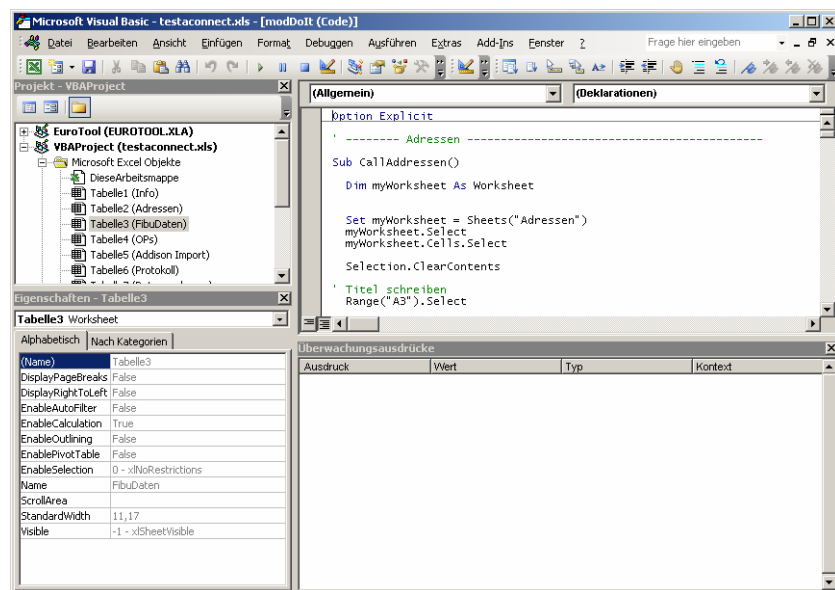 Microsoft Visual Basic - testaconnect.xls - [modDoIt (Code)]
Datei Bearbeiten Ansicht Einfügen Format Debuggen Ausführen Extras Add-Ins Fenster ? Frage hier eingeben
Projekt - VBAProject
EuroTool (EUROTOOL.XLA)
VBAProject (testaconnect.xls)
Microsoft Excel Objekte
DieseArbeitsmappe
Tabelle1 (Info)
Tabelle2 (Adressen)
Tabelle3 (FibuDaten)
Tabelle4 (OPs)
Tabelle5 (Addison Import)
Tabelle6 (Protokoll)
(Allgemein) (Deklarationen)
Option Explicit
' -------- Adressen -------------------------------------------
Sub CallAddressen()
Dim myWorksheet As Worksheet
Set myWorksheet = Sheets("Adressen")
myWorksheet.Select
myWorksheet.Cells.Select
Selection.ClearContents
' Titel schreiben
Range("A3").Select
Eigenschaften - Tabelle3
Tabelle3 Worksheet
Alphabetisch Nach Kategorien
(Name) Tabelle3
DisplayPageBreaks False
DisplayRightToLeft False
EnableAutoFilter False
EnableCalculation True
EnableOutlining False
EnablePivotTable False
EnableSelection 0 - xlNoRestrictions
Name FibuDaten
ScrollArea
StandardWidth 11,17
Visible -1 - xlSheetVisible
Überwachungsausdrücke
Ausdruck Wert Typ Kontext